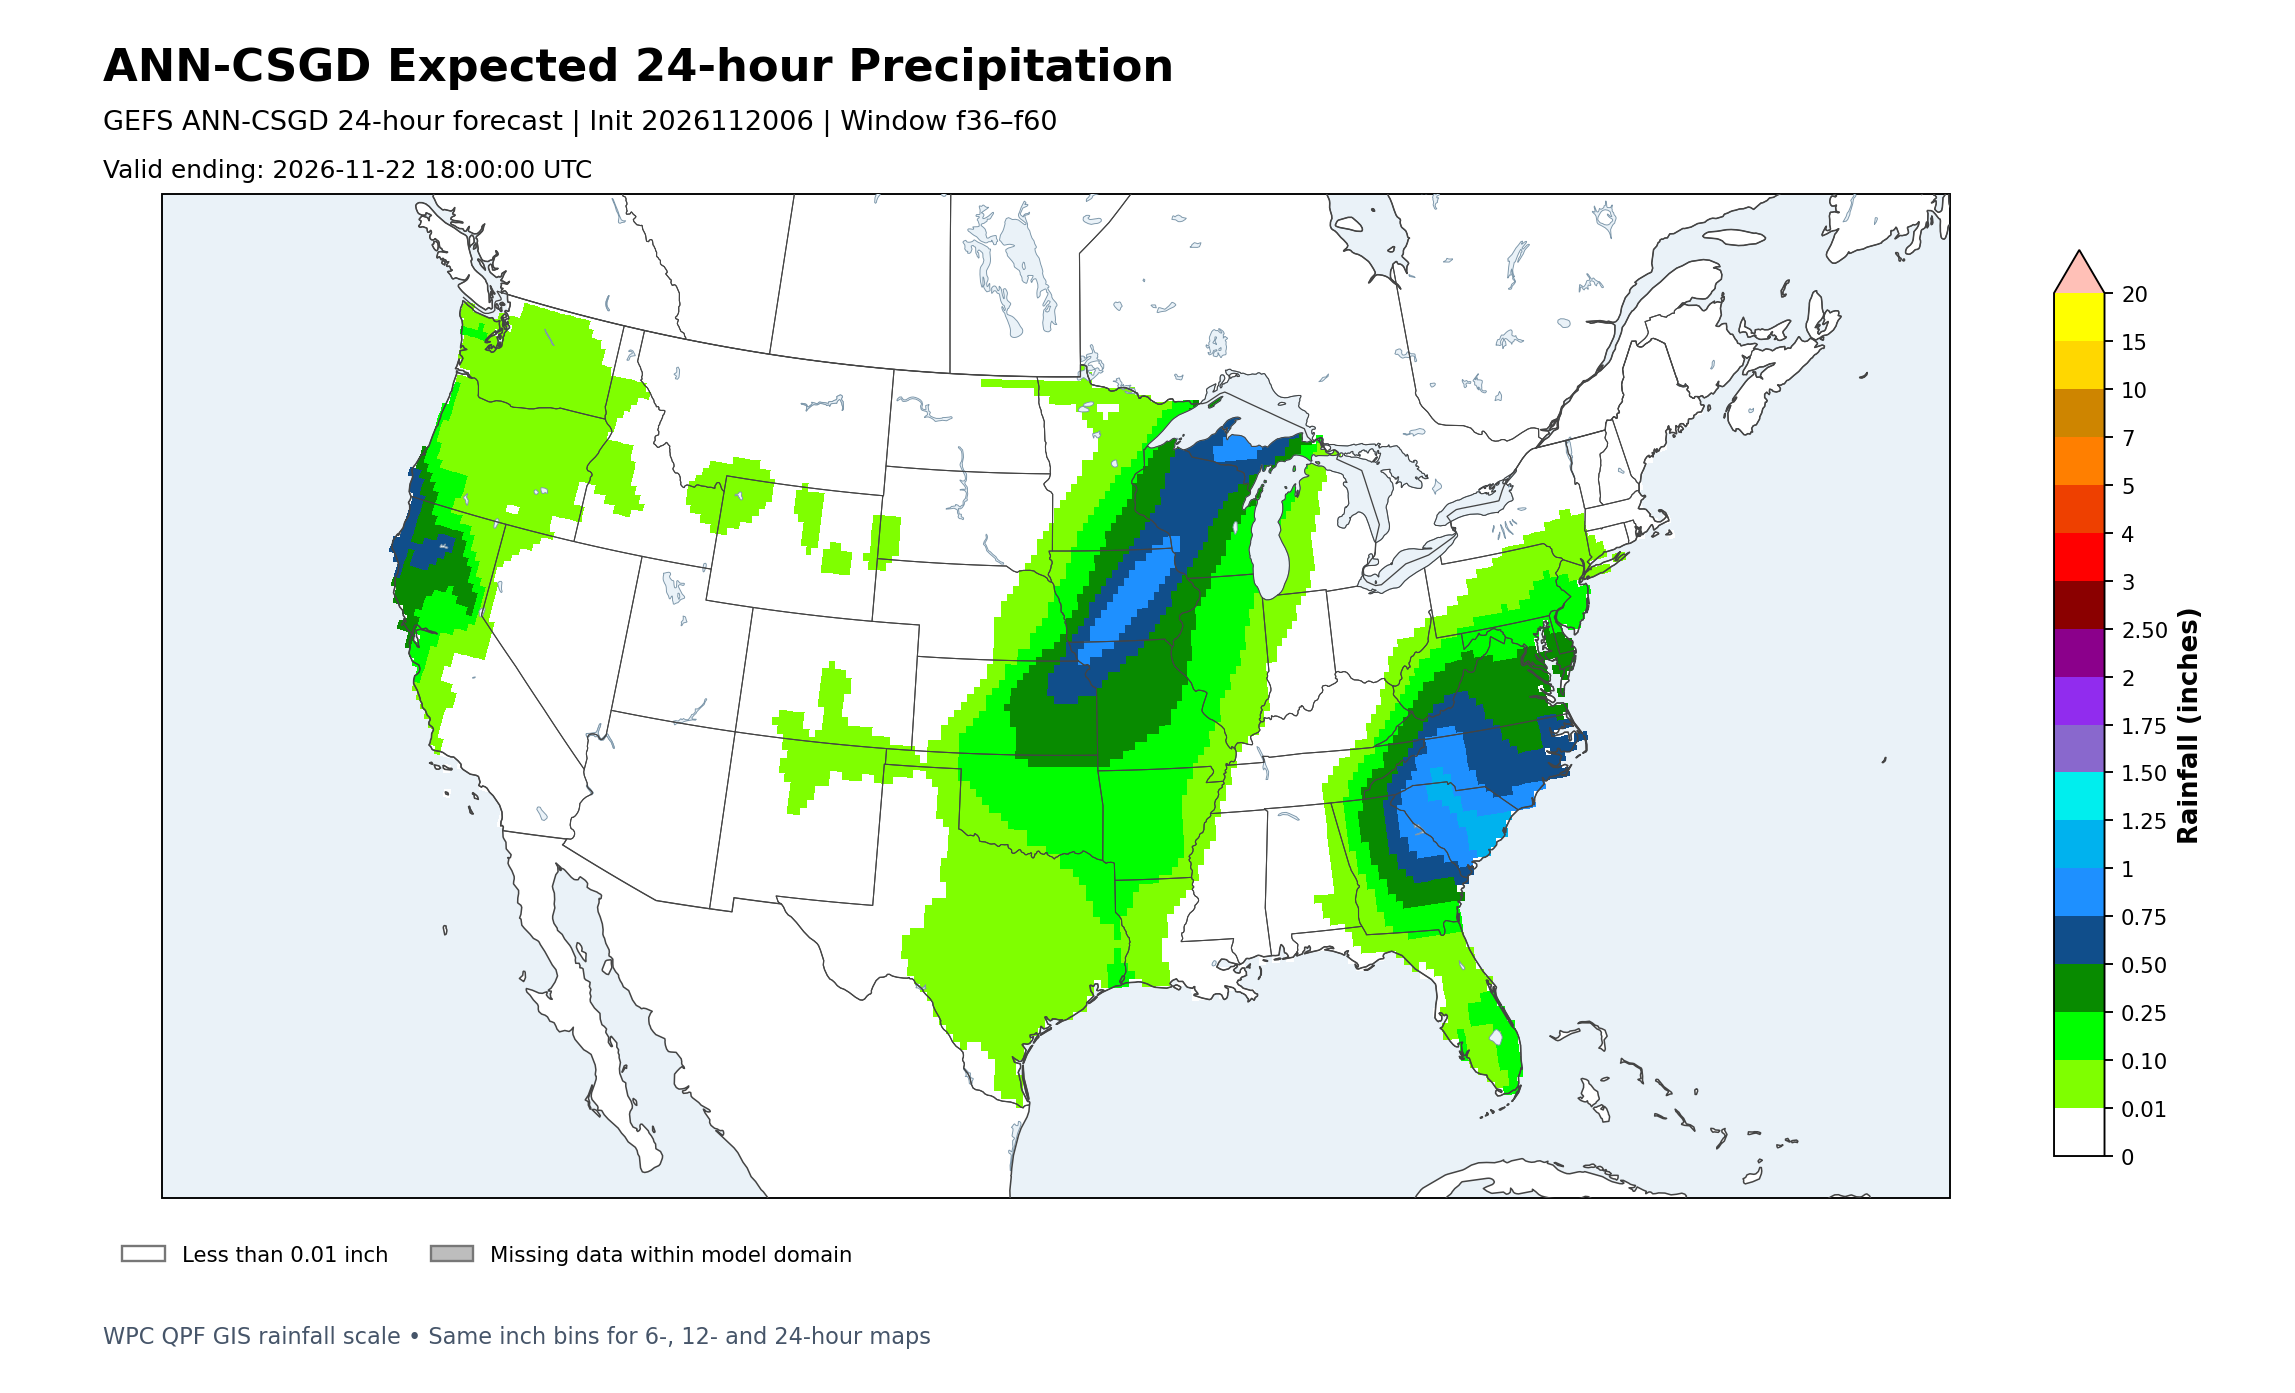 ANN-CSGD Expected 24-hour Precipitation
GEFS ANN-CSGD 24-hour forecast | Init 2026112006 | Window f36–f60
Valid ending: 2026-11-22 18:00:00 UTC
20
15
10
7
5
4
3
2.50
2
1.75
1.50
1.25
1
0.75
0.50
0.25
0.10
0.01
0
Rainfall (inches)
Less than 0.01 inch
Missing data within model domain
WPC QPF GIS rainfall scale • Same inch bins for 6-, 12- and 24-hour maps